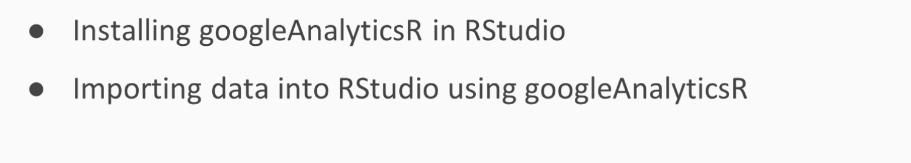 ● Installing googleAnalyticsR in RStudio
● Importing data into RStudio using googleAnalyticsR